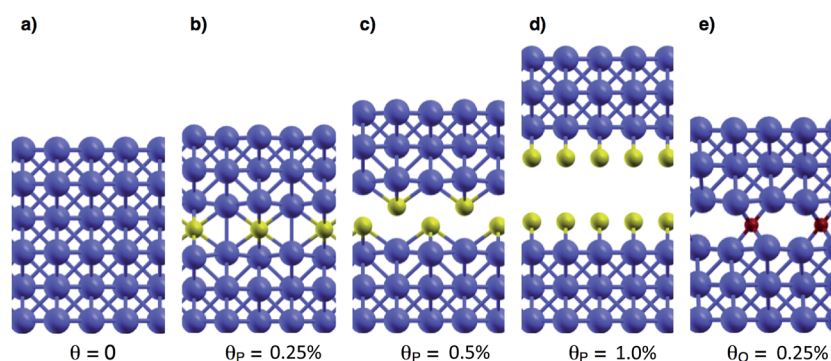 a) b) c) d) e)
θ = 0 θP = 0.25% θP = 0.5% θP = 1.0% θO = 0.25%